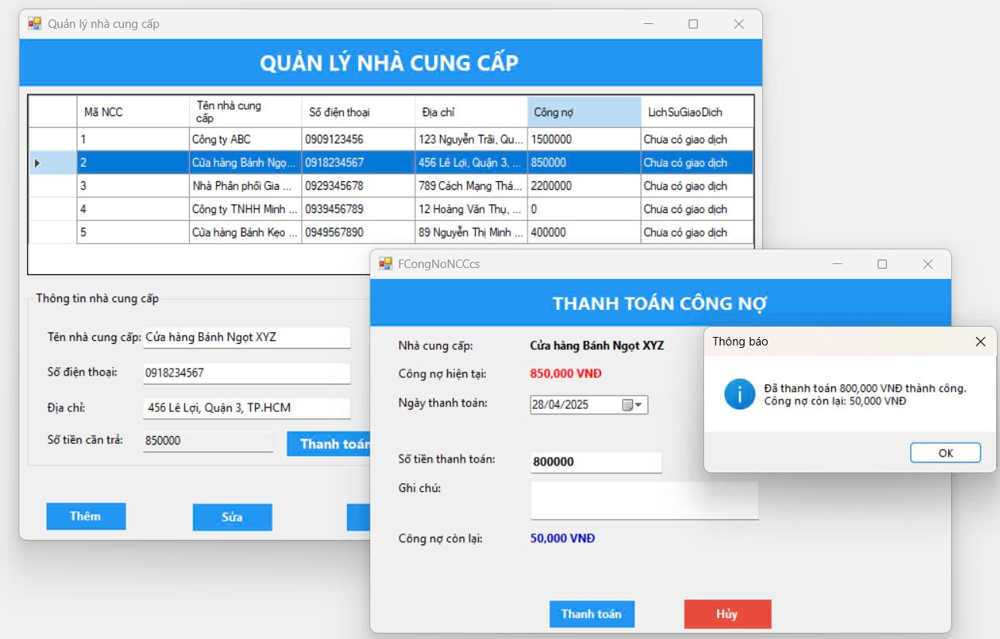 Quản lý nhà cung cấp
QUẢN LÝ NHÀ CUNG CẤP
Mã NCC Tên nhà cung cấp Số điện thoại Địa chỉ Công nợ LichSuGiaoDich
1 Công ty ABC 0909123456 123 Nguyễn Trãi, Qu... 1500000 Chưa có giao dịch
2 Cửa hàng Bánh Ngọ... 0918234567 456 Lê Lợi, Quận 3, ... 850000 Chưa có giao dịch
3 Nhà Phân phối Gia ... 0929345678 789 Cách Mạng Thá... 2200000 Chưa có giao dịch
4 Công ty TNHH Minh ... 0939456789 12 Hoàng Văn Thụ, ... 0 Chưa có giao dịch
5 Cửa hàng Bánh Kẹo ... 0949567890 89 Nguyễn Thị Minh ... 400000 Chưa có giao dịch
Thông tin nhà cung cấp
Tên nhà cung cấp: Cửa hàng Bánh Ngọt XYZ
Số điện thoại: 0918234567
Địa chỉ: 456 Lê Lợi, Quận 3, TP.HCM
Số tiền cần trả: 850000 Thanh toán
Thêm Sửa
FCongNoNCCcs
THANH TOÁN CÔNG NỢ
Nhà cung cấp: Cửa hàng Bánh Ngọt XYZ
Công nợ hiện tại: 850,000 VNĐ
Ngày thanh toán: 28/04/2025
Số tiền thanh toán: 800000
Ghi chú:
Công nợ còn lại: 50,000 VNĐ
Thanh toán Hủy
Thông báo
Đã thanh toán 800,000 VNĐ thành công.
Công nợ còn lại: 50,000 VNĐ
OK